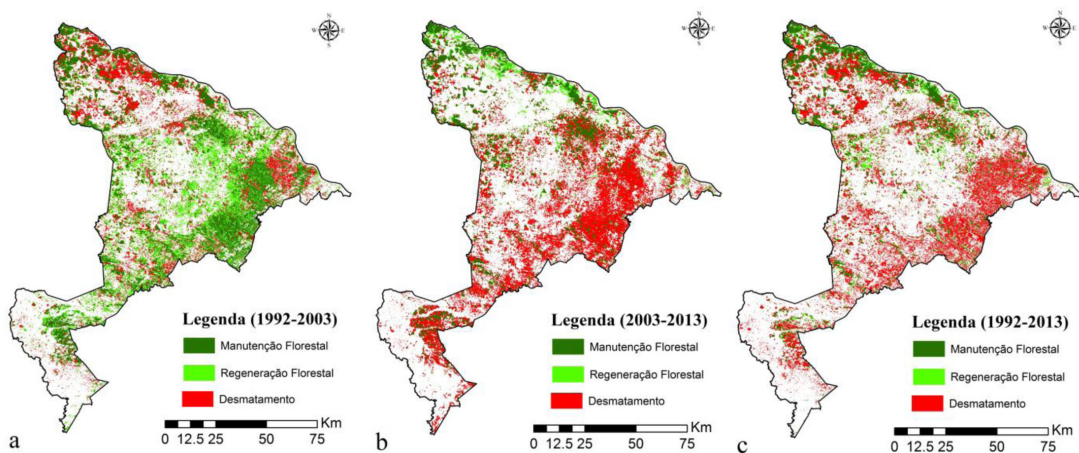 N
W E
S
N
W E
S
N
W E
S
Legenda (1992-2003)
Manutenção Florestal
Regeneração Florestal
Desmatamento
Km
0 12.5 25 50 75
a
Legenda (2003-2013)
Manutenção Florestal
Regeneração Florestal
Desmatamento
Km
0 12.5 25 50 75
b
Legenda (1992-2013)
Manutenção Florestal
Regeneração Florestal
Desmatamento
Km
0 12.5 25 50 75
c